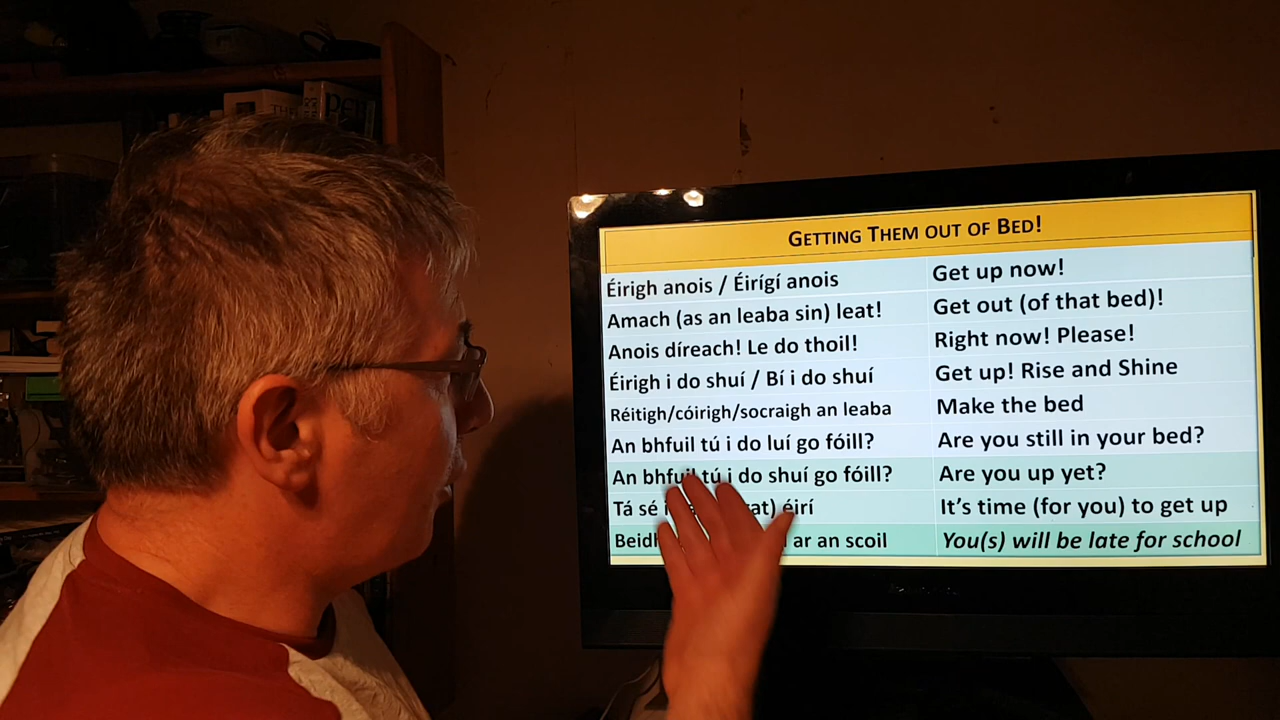 GETTING THEM OUT OF BED!
Éirigh anois / Éirígí anois Get up now!
Amach (as an leaba sin) leat! Get out (of that bed)!
Anois díreach! Le do thoil! Right now! Please!
Éirigh i do shuí / Bí i do shuí Get up! Rise and Shine
Réitigh/cóirigh/socraigh an leaba Make the bed
An bhfuil tú i do luí go fóill? Are you still in your bed?
An bhfuil tú i do shuí go fóill? Are you up yet?
Tá sé éirí It's time (for you) to get up
ar an scoil You(s) will be late for school